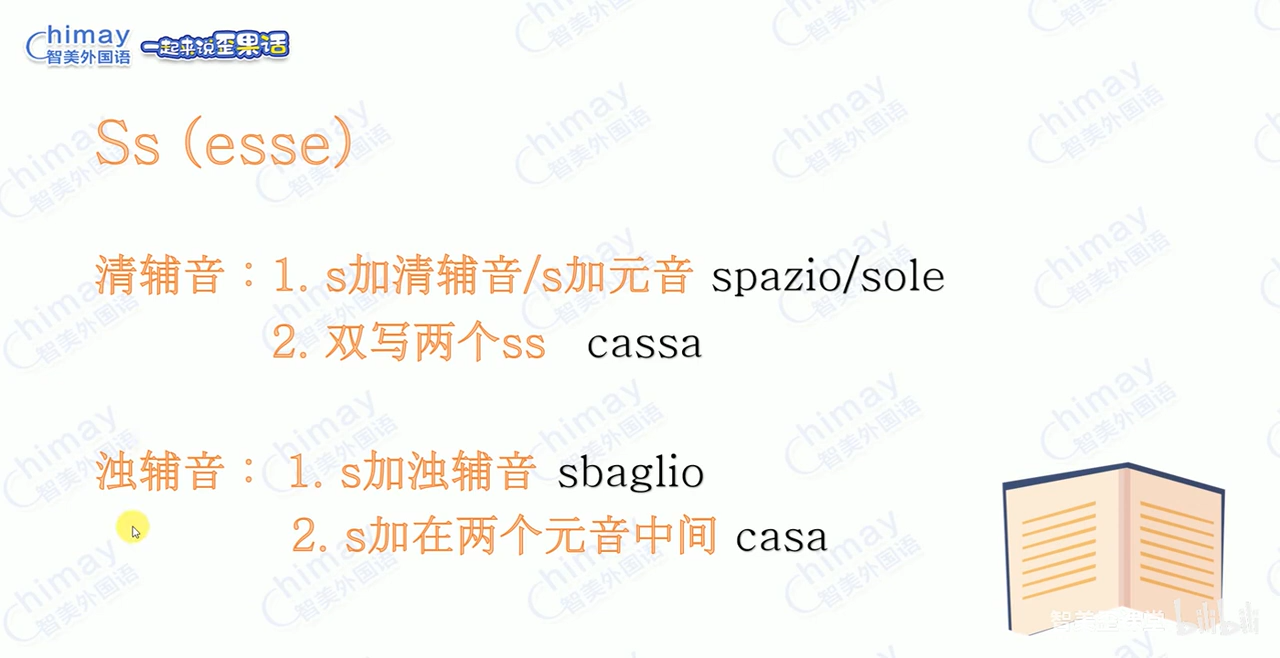 Chimay
智美外国语
一起来说歪果话
Ss (esse)
清辅音：1. s加清辅音/s加元音 spazio/sole
2. 双写两个ss cassa
浊辅音： 1. s加浊辅音 sbaglio
2. s加在两个元音中间 casa
bilibili